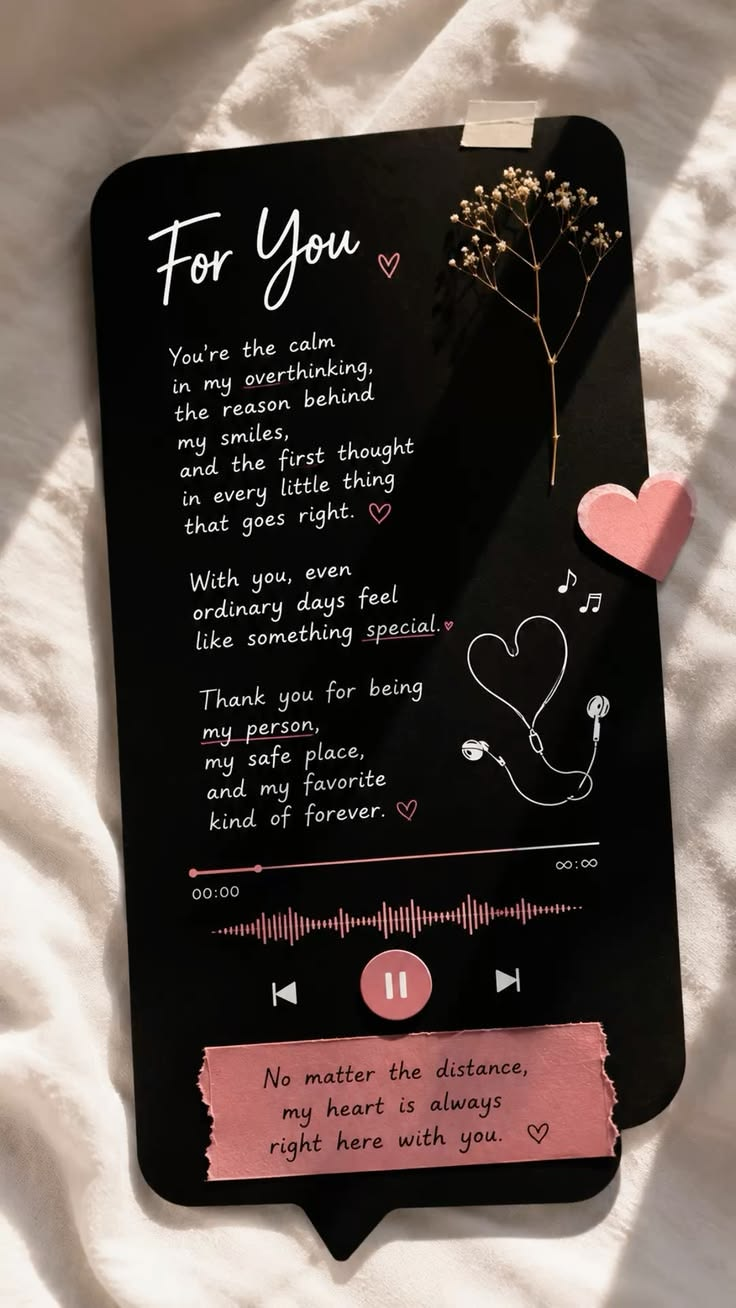 For You
You're the calm
in my overthinking,
the reason behind
my smiles,
and the first thought
in every little thing
that goes right.
With you, even
ordinary days feel
like something special.
Thank you for being
my person,
my safe place,
and my favorite
kind of forever.
00:00
∞:∞
No matter the distance,
my heart is always
right here with you.